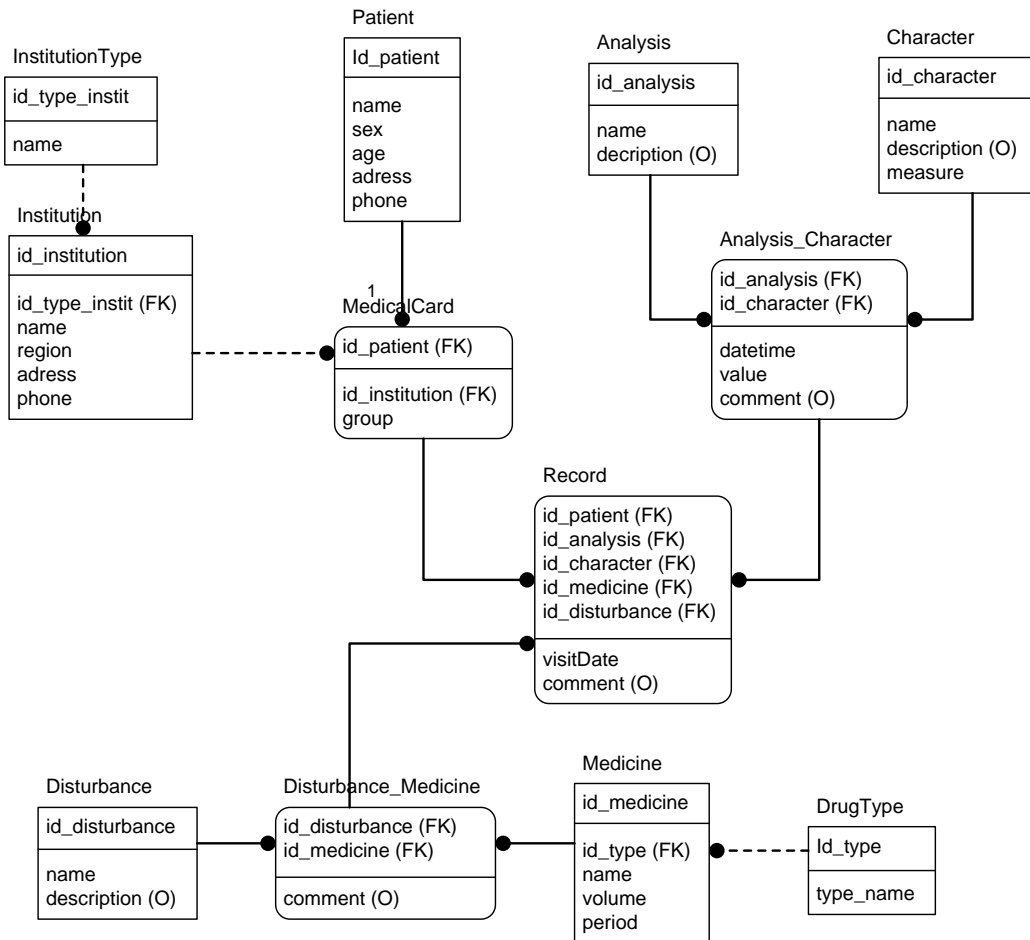 InstitutionType
id_type_instit
name
Patient
Id_patient
name
sex
age
adress
phone
Analysis
id_analysis
name
decription (O)
Character
id_character
name
description (O)
measure
Institution
id_institution
id_type_instit (FK)
name
region
adress
phone
1
MedicalCard
id_patient (FK)
id_institution (FK)
group
Analysis_Character
id_analysis (FK)
id_character (FK)
datetime
value
comment (O)
Record
id_patient (FK)
id_analysis (FK)
id_character (FK)
id_medicine (FK)
id_disturbance (FK)
visitDate
comment (O)
Disturbance
id_disturbance
name
description (O)
Disturbance_Medicine
id_disturbance (FK)
id_medicine (FK)
comment (O)
Medicine
id_medicine
id_type (FK)
name
volume
period
DrugType
Id_type
type_name